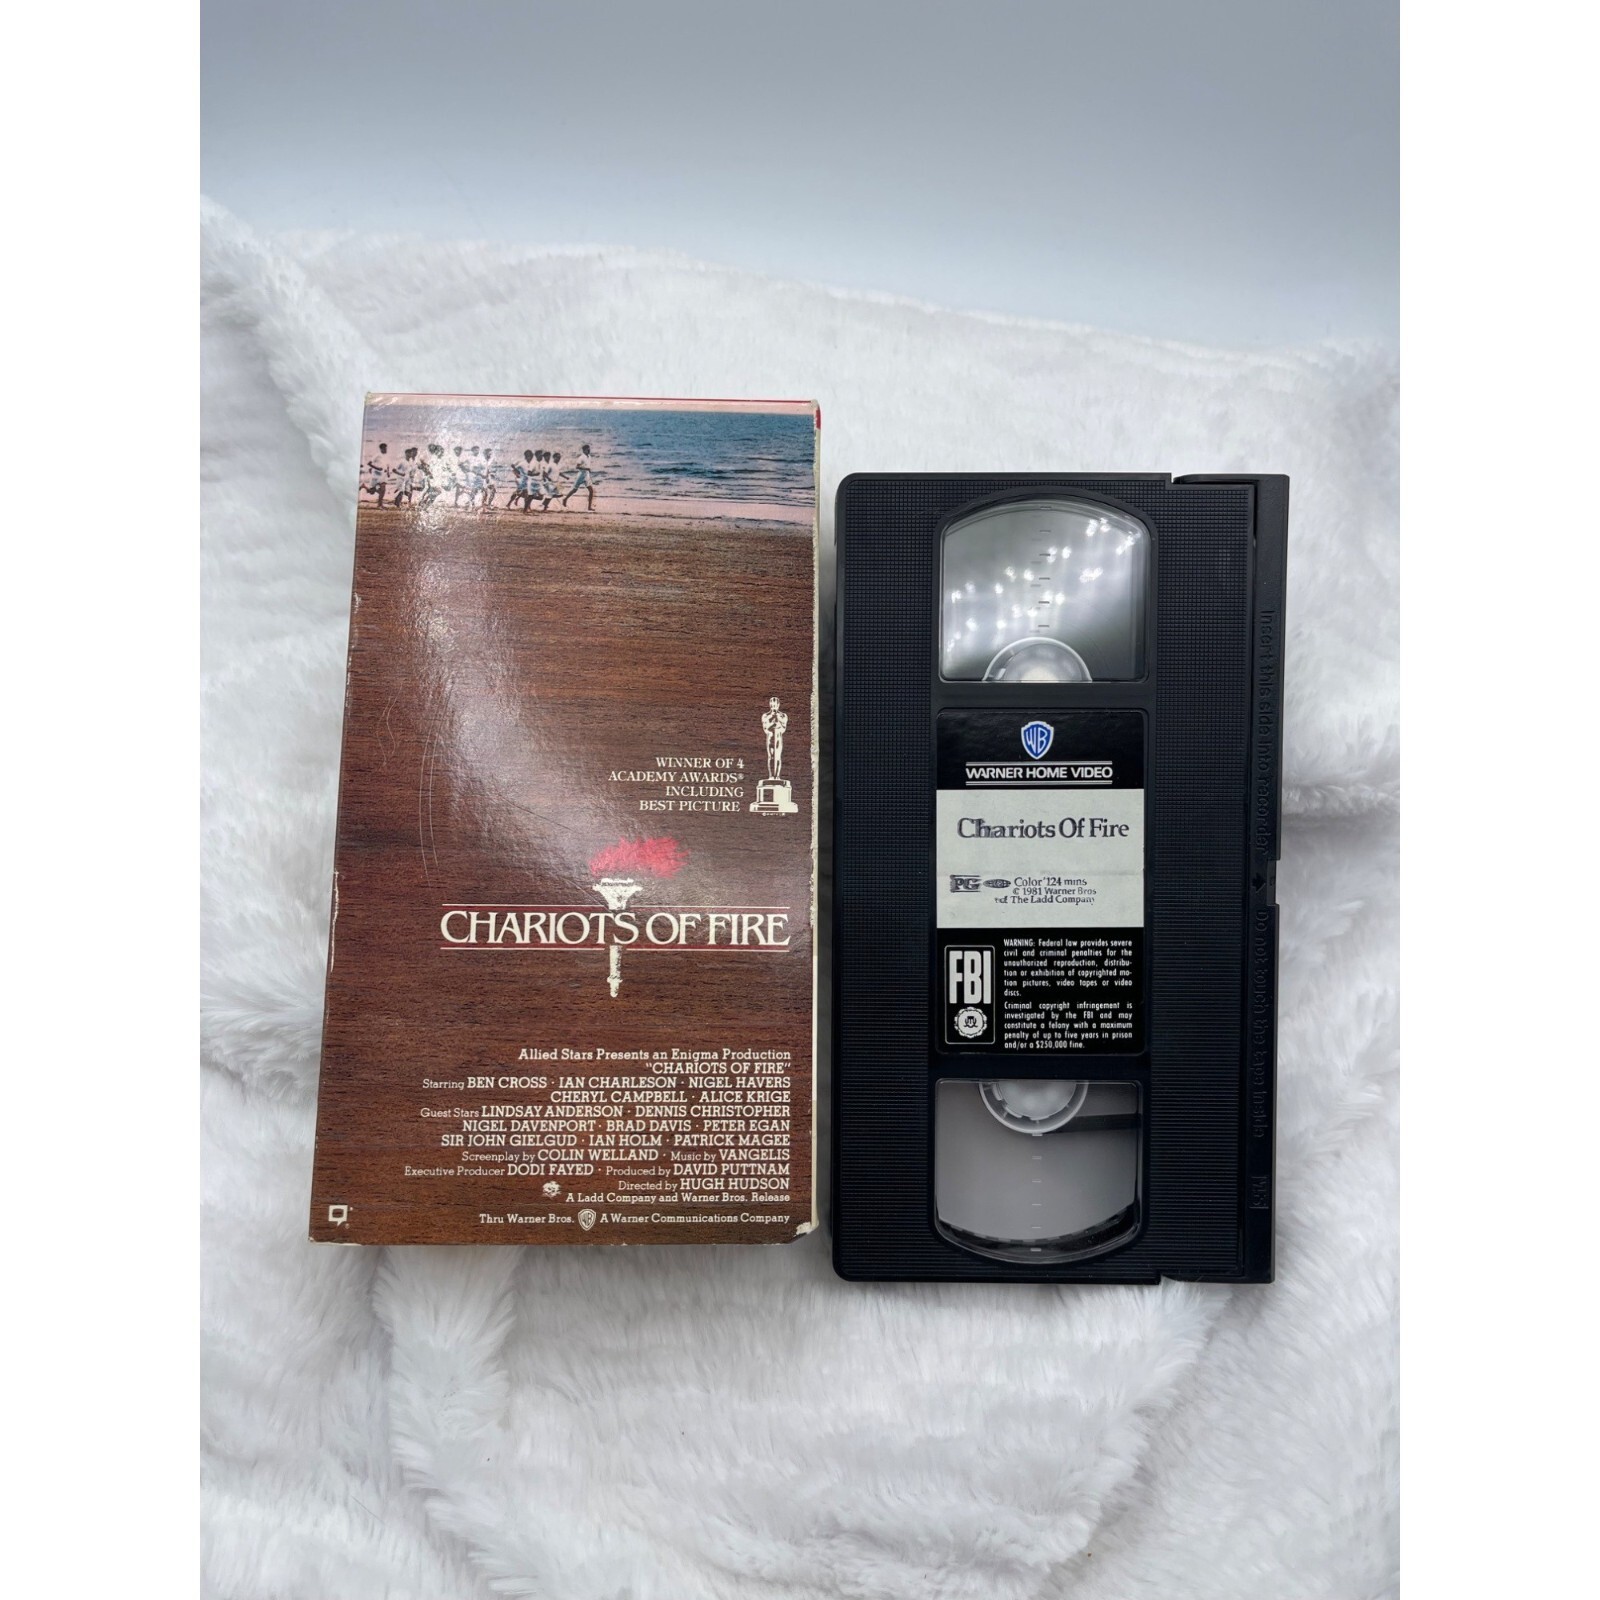 WINNER OF 4
ACADEMY AWARDS®
INCLUDING
BEST PICTURE
CHARIOTS OF FIRE
Allied Stars Presents an Enigma Production
"CHARIOTS OF FIRE"
Starring BEN CROSS · IAN CHARLESON · NIGEL HAVERS
CHERYL CAMPBELL · ALICE KRIGE
Guest Stars LINDSAY ANDERSON · DENNIS CHRISTOPHER
NIGEL DAVENPORT · BRAD DAVIS · PETER EGAN
SIR JOHN GIELGUD · IAN HOLM · PATRICK MAGEE
Screenplay by COLIN WELLAND · Music by VANGELIS
Executive Producer DODI FAYED · Produced by DAVID PUTTNAM
Directed by HUGH HUDSON
A Ladd Company and Warner Bros. Release
Thru Warner Bros. WB A Warner Communications Company
WB
WARNER HOME VIDEO
Chariots Of Fire
PG Color 124 mins
© 1981 Warner Bros
The Ladd Company
FBI
WARNING: Federal law provides severe
civil and criminal penalties for the
unauthorized reproduction, distribu-
tion or exhibition of copyrighted mo-
tion pictures, video tapes or video
discs.
Criminal copyright infringement is
investigated by the FBI and may
constitute a felony with a maximum
penalty of up to five years in prison
and/or a $250,000 fine.
Insert this side into recorder
Do not touch the tape inside